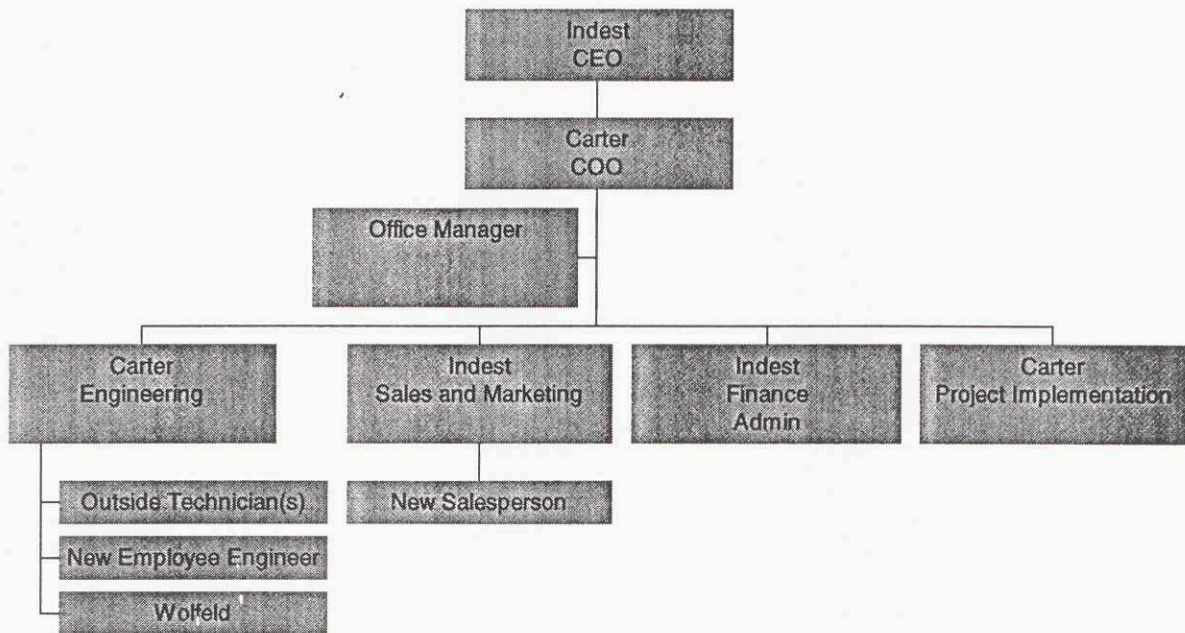 Indest
CEO
Carter
COO
Office Manager
Carter
Engineering
Indest
Sales and Marketing
Indest
Finance
Admin
Carter
Project Implementation
Outside Technician(s)
New Salesperson
New Employee Engineer
Wolfeld